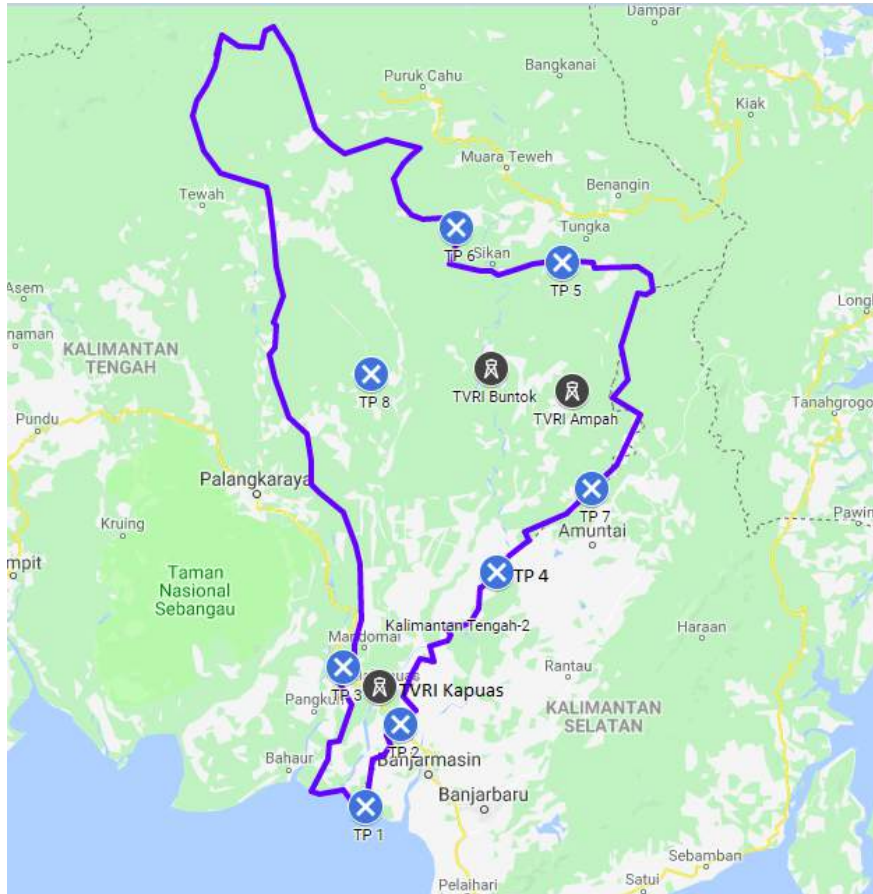 Dampar
Bangkanai
Puruk Cahu
Kiak
Muara Teweh
Benangin
Tewah
Tungka
TP 6
Sikan
TP 5
Asem
naman
Long
KALIMANTAN
TENGAH
TP 8
TVRI Buntok
TVRI Ampah
Tanahgrogo
Pundu
Palangkaraya
TP 7
Pawin
Kruing
Amuntai
mpit
Taman
Nasional
Sebangau
TP 4
Kalimantan Tengah-2
Haraan
Mandomai
Rantau
TP 3
TVRI Kapuas
Pangku
KALIMANTAN
SELATAN
TP 2
Bahaur
Banjarmasin
Banjarbaru
TP 1
Sebamban
Satui
Pelaihari